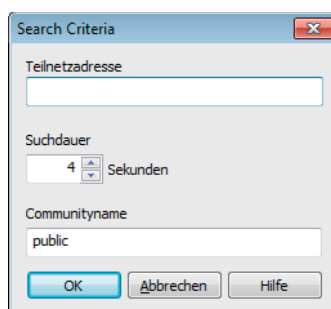 Search Criteria
Teilnetzadresse
Suchdauer
4 Sekunden
Communityname
public
OK Abbrechen Hilfe